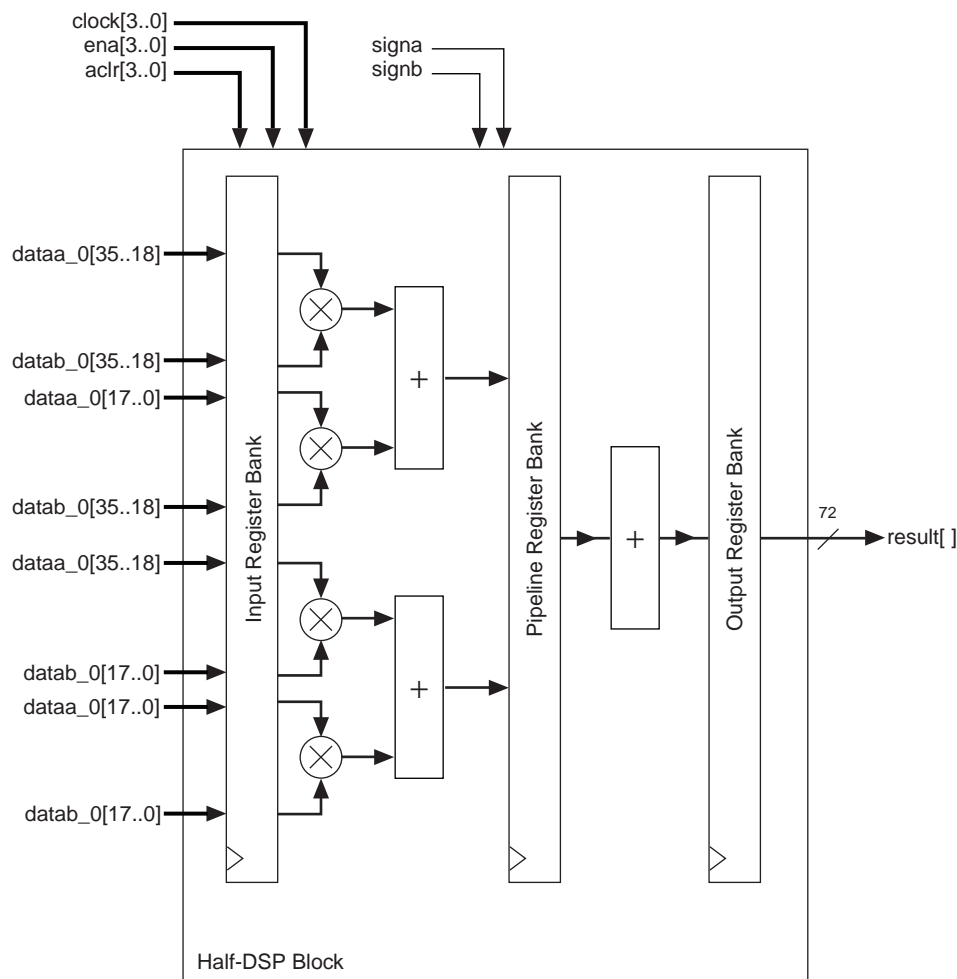 clock[3..0]
ena[3..0]
aclr[3..0]
signa
signb
dataa_0[35..18]
datab_0[35..18]
dataa_0[17..0]
datab_0[35..18]
dataa_0[35..18]
datab_0[17..0]
dataa_0[17..0]
datab_0[17..0]
Input Register Bank
+
+
Pipeline Register Bank
+
Output Register Bank
72
result[ ]
Half-DSP Block